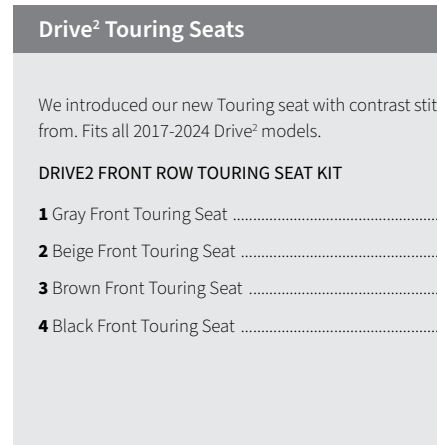 Drive² Touring Seats
We introduced our new Touring seat with contrast
from. Fits all 2017-2024 Drive² models.
DRIVE2 FRONT ROW TOURING SEAT KIT
1 Gray Front Touring Seat
2 Beige Front Touring Seat
3 Brown Front Touring Seat
4 Black Front Touring Seat